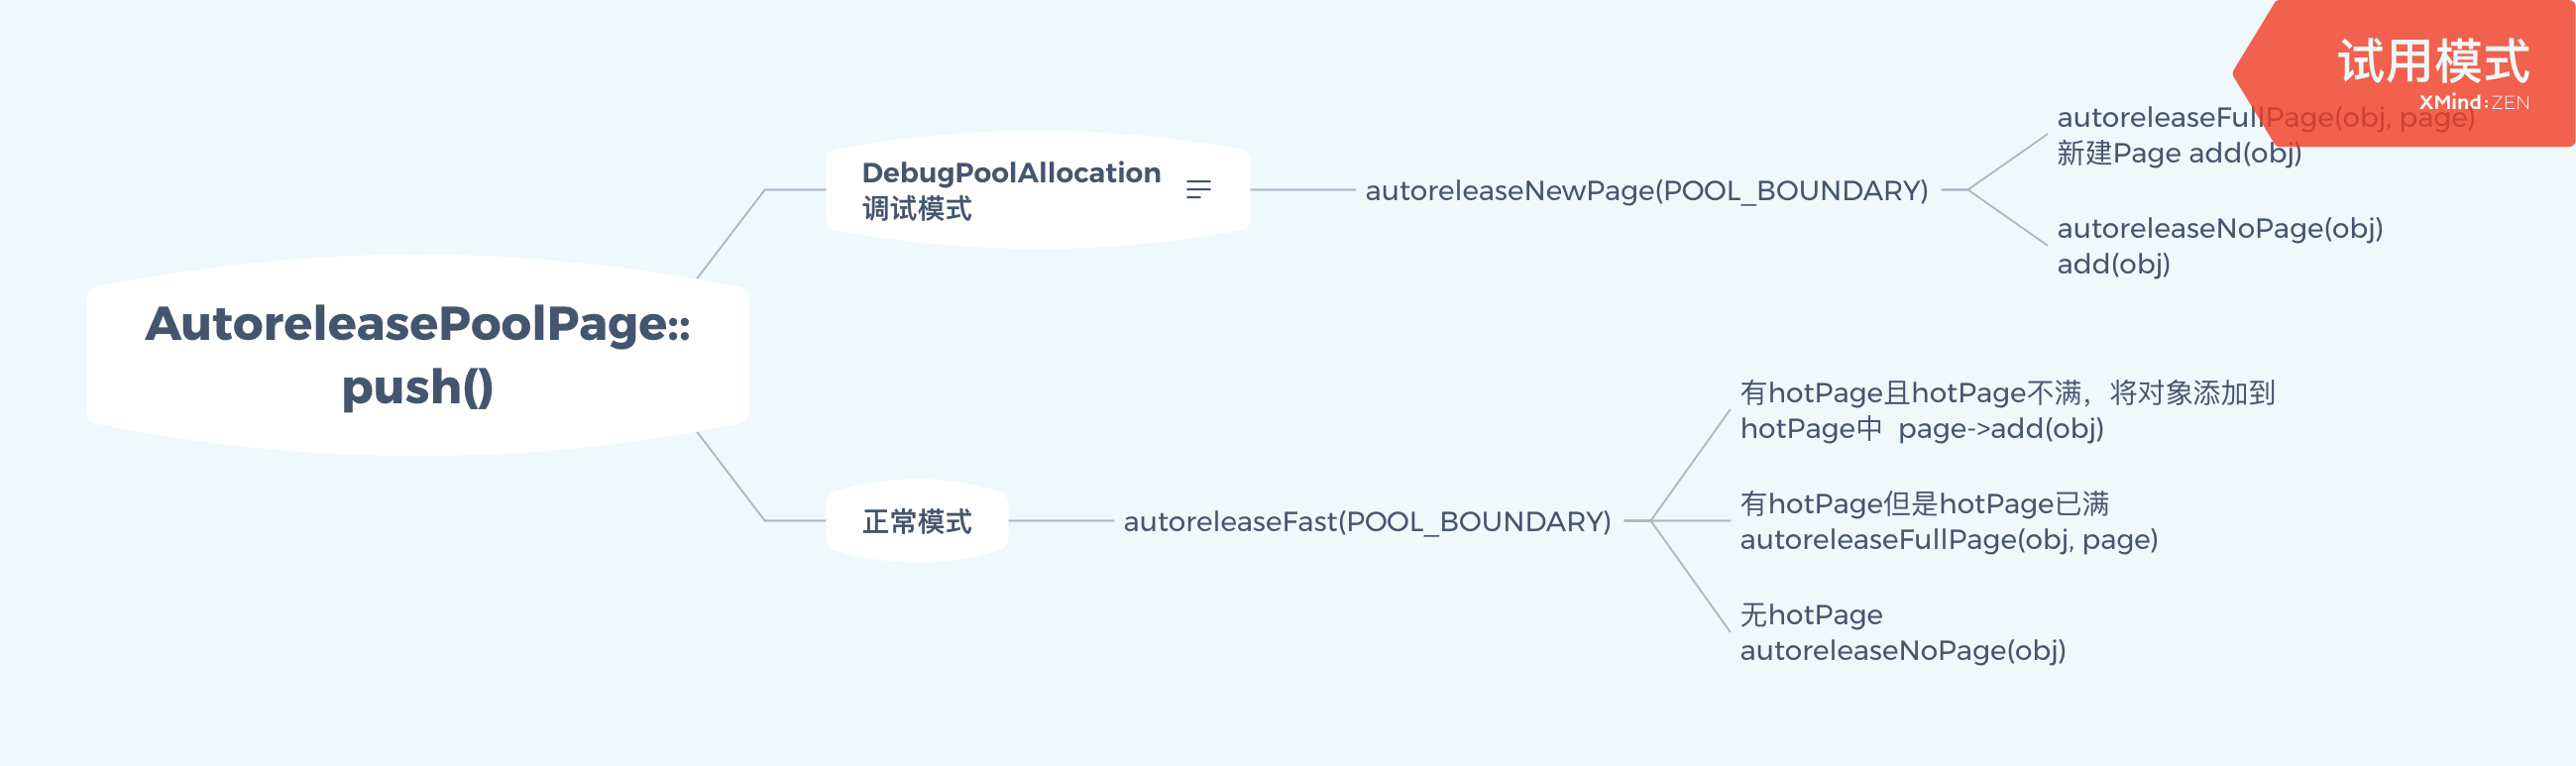 试用模式
XMind:ZEN
autoreleaseFullPage(obj, page)
新建Page add(obj)
DebugPoolAllocation
调试模式
autoreleaseNewPage(POOL_BOUNDARY)
autoreleaseNoPage(obj)
add(obj)
AutoreleasePoolPage::
push()
有hotPage且hotPage不满，将对象添加到
hotPage中 page->add(obj)
正常模式
autoreleaseFast(POOL_BOUNDARY)
有hotPage但是hotPage已满
autoreleaseFullPage(obj, page)
无hotPage
autoreleaseNoPage(obj)